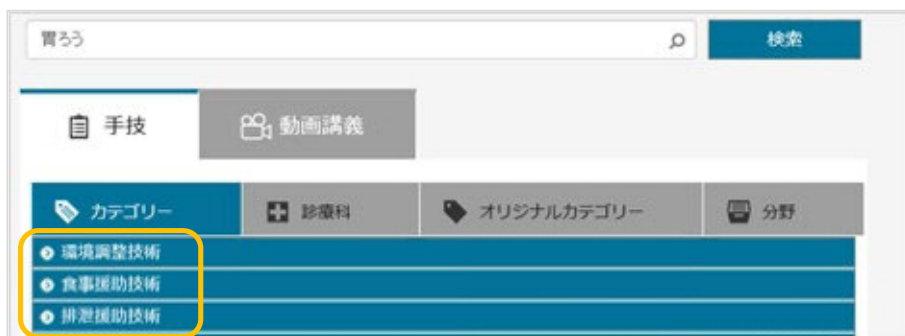 胃ろう 検索
手技 動画講義
カテゴリー 診療科 オリジナルカテゴリー 分野
環境調整技術
食事援助技術
排泄援助技術